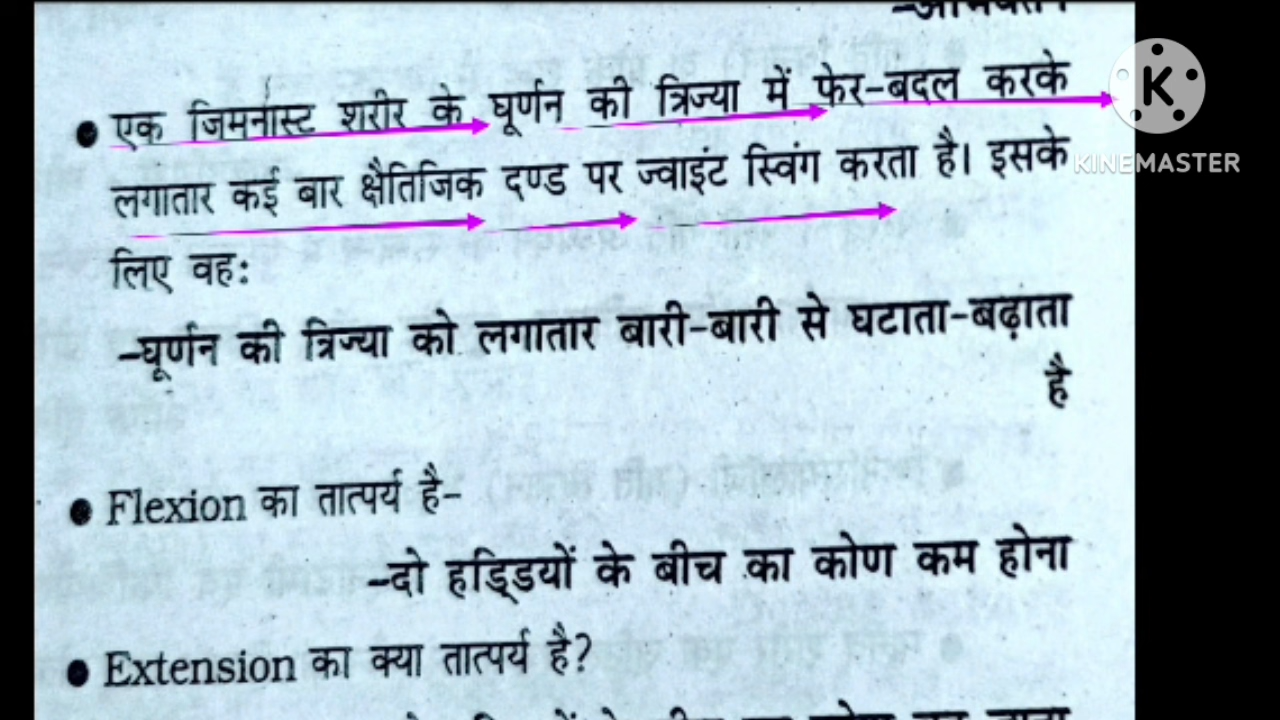 एक जिमनास्ट शरीर के घूर्णन की त्रिज्या में फेर-बदल करके
लगातार कई बार क्षैतिजिक दण्ड पर ज्वाइंट स्विंग करता है। इसके
लिए वह:
-घूर्णन की त्रिज्या को लगातार बारी-बारी से घटाता-बढ़ाता
है
Flexion का तात्पर्य है-
-दो हड्डियों के बीच का कोण कम होना
Extension का क्या तात्पर्य है?
K
KINEMASTER